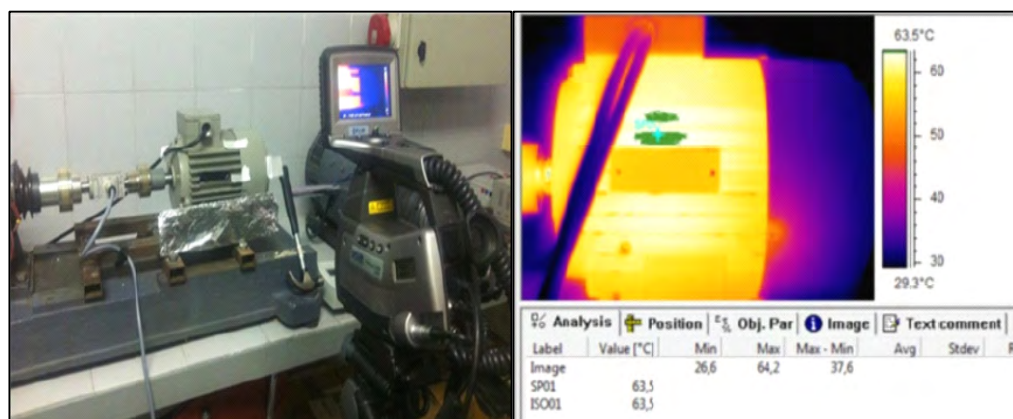 63.5°C
60
50
40
30
29.3°C
Analysis Position Obj. Par Image Text comment
Label Value [°C] Min Max Max - Min Avg Stdev
Image 26,6 64,2 37,6
SP01 63,5
ISO01 63,5